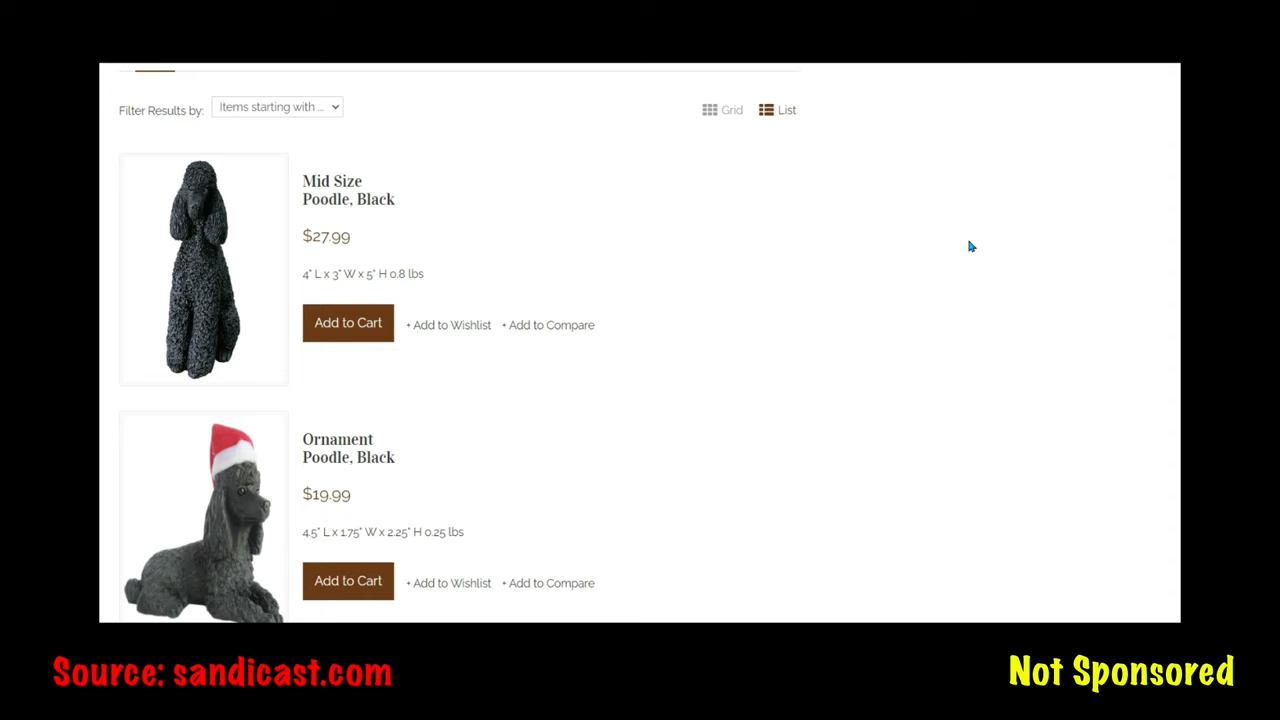 Filter Results by: Items starting with ... Grid List
Mid Size
Poodle, Black
$27.99
4" L x 3" W x 5" H 0.8 lbs
Add to Cart + Add to Wishlist + Add to Compare
Ornament
Poodle, Black
$19.99
4.5" L x 1.75" W x 2.25" H 0.25 lbs
Add to Cart + Add to Wishlist + Add to Compare
Source: sandicast.com Not Sponsored